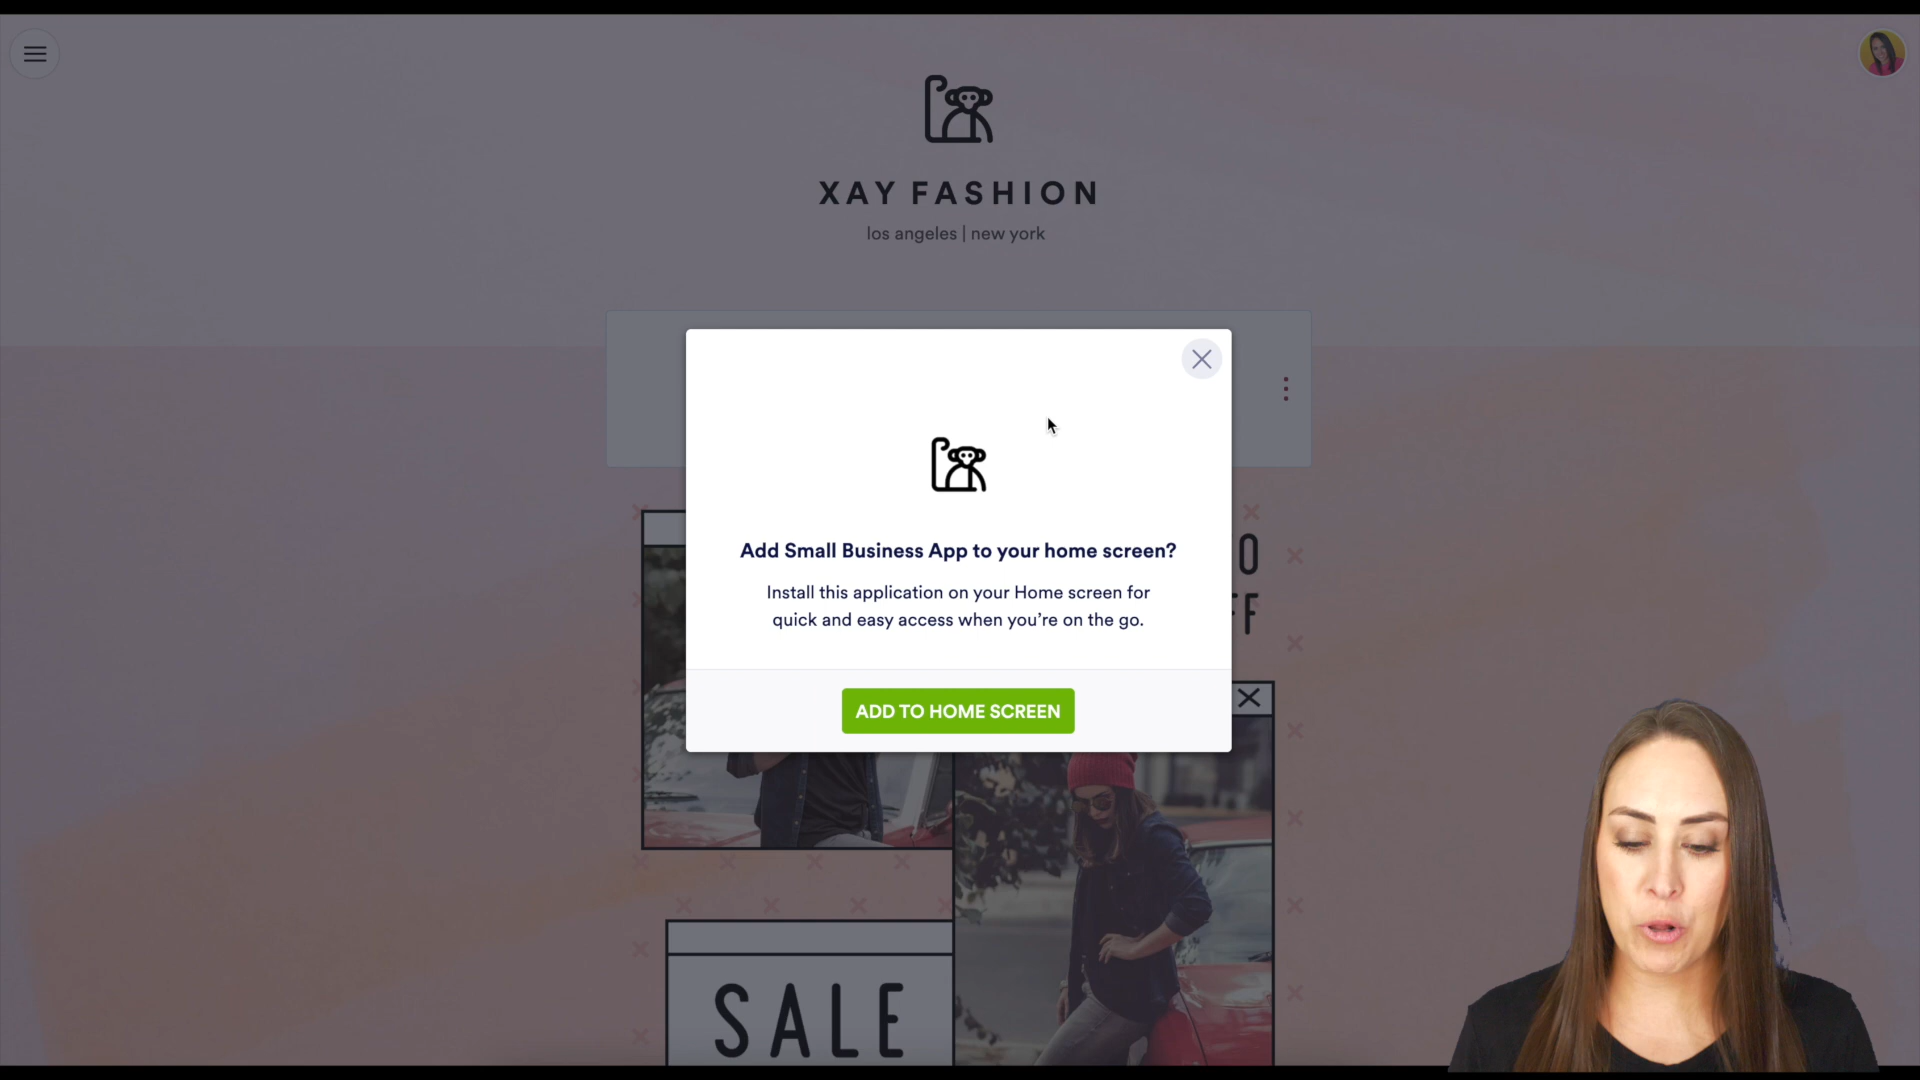 XAY FASHION
los angeles | new york
Add Small Business App to your home screen?
Install this application on your Home screen for
quick and easy access when you’re on the go.
ADD TO HOME SCREEN
SALE